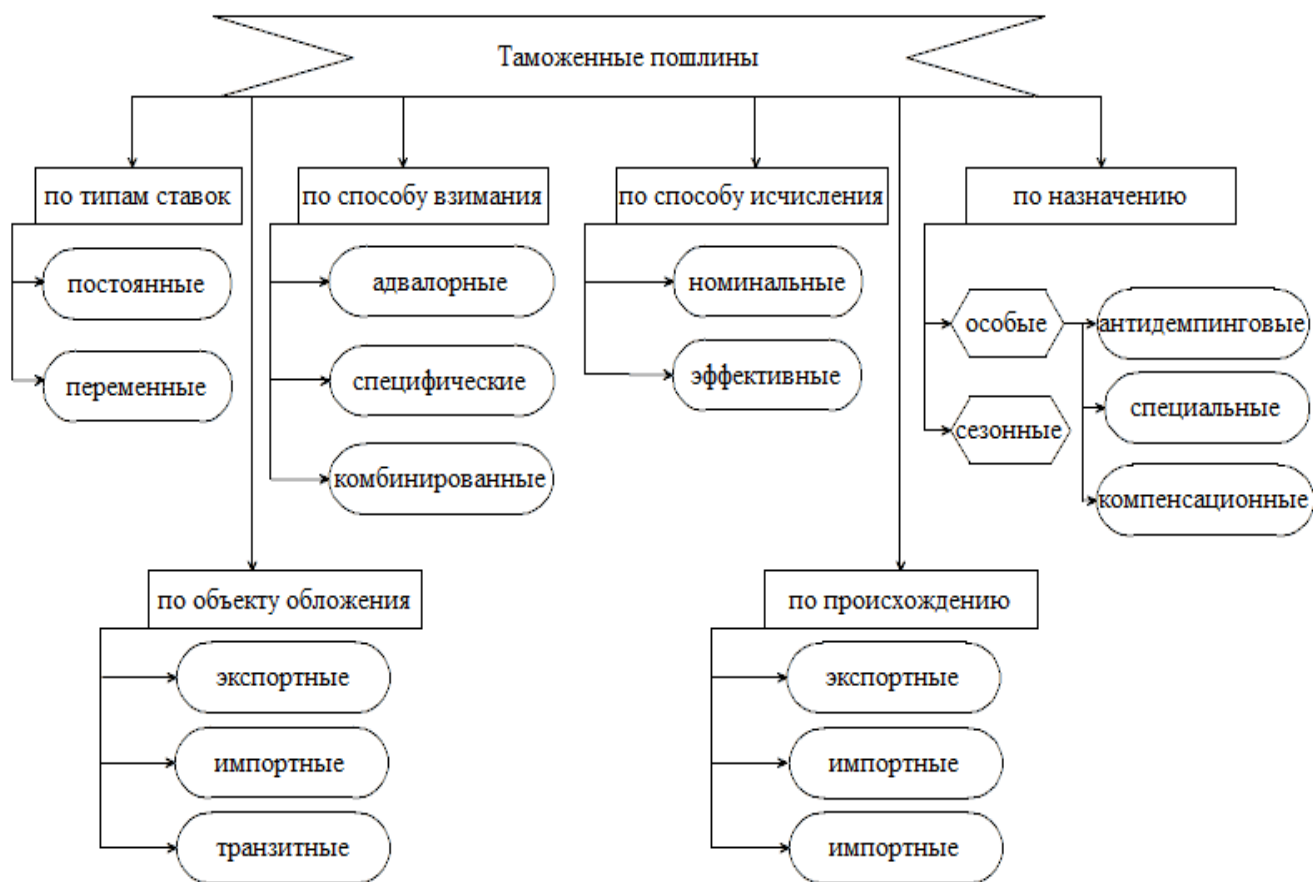 Таможенные пошлины
по типам ставок
постоянные
переменные
по способу взимания
адвалорные
специфические
комбинированные
по способу исчисления
номинальные
эффективные
по назначению
особые
антидемпинговые
специальные
компенсационные
сезонные
по объекту обложения
экспортные
импортные
транзитные
по происхождению
экспортные
импортные
импортные